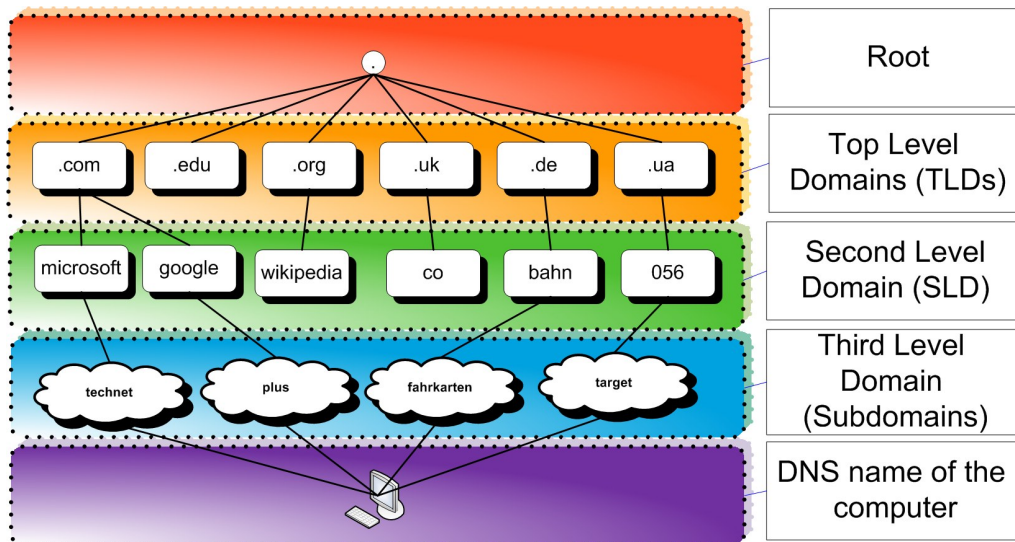 .
Root
.com .edu .org .uk .de .ua
Top Level
Domains (TLDs)
microsoft google wikipedia co bahn 056
Second Level
Domain (SLD)
technet plus fahrkarten target
Third Level
Domain
(Subdomains)
DNS name of the
computer